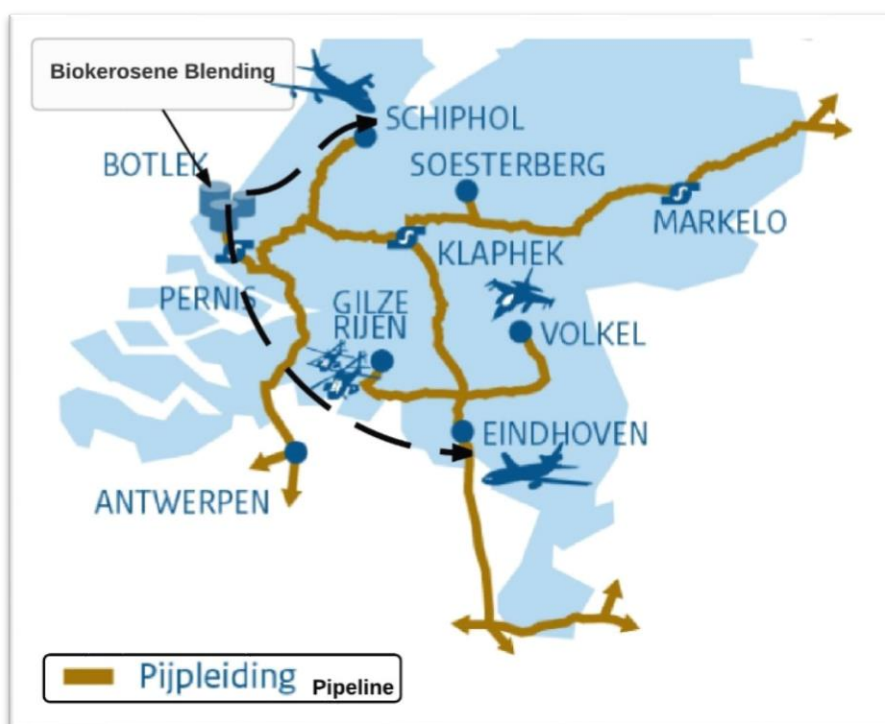 Biokerosene Blending
SCHIPHOL
BOTLEK
SOESTERBERG
MARKELO
KLAPHEK
PERNIS
GILZE
RIJEN
VOLKEL
EINDHOVEN
ANTWERPEN
Pijpleiding Pipeline